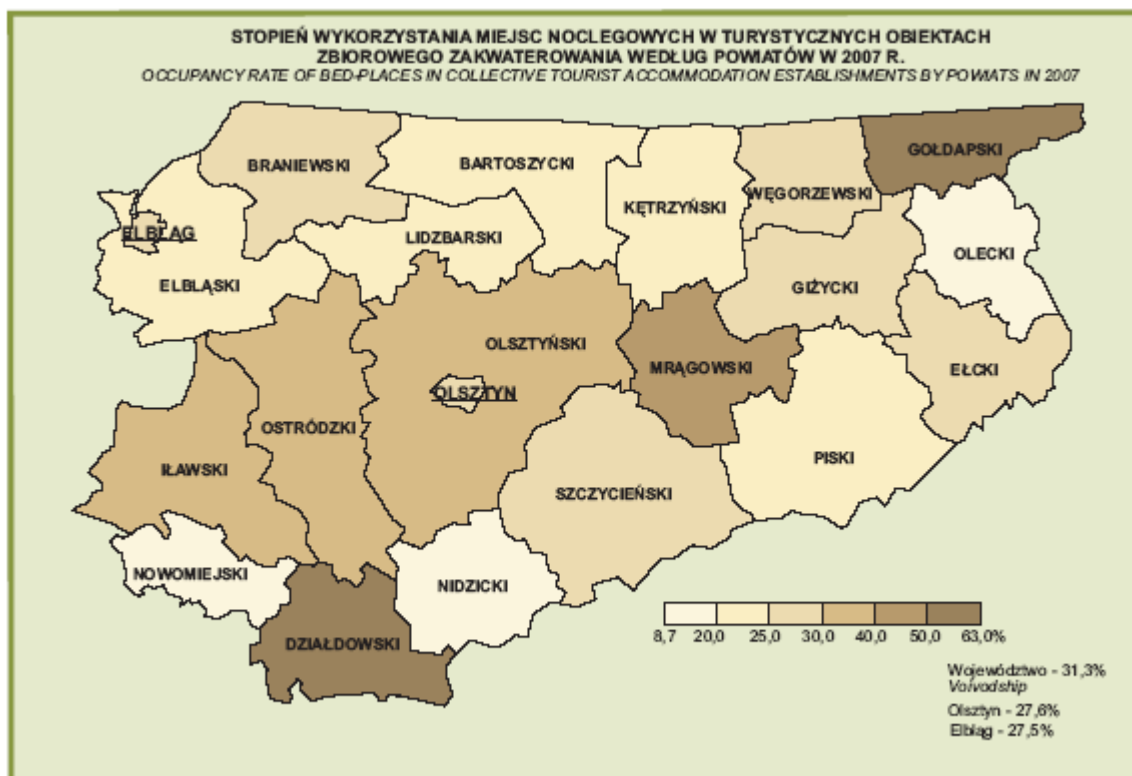 STOPIEŃ WYKORZYSTANIA MIEJSC NOCLEGOWYCH W TURYSTYCZNYCH OBIEKTACH
ZBIOROWEGO ZAKWATEROWANIA WEDŁUG POWIATÓW W 2007 R.
OCCUPANCY RATE OF BED-PLACES IN COLLECTIVE TOURIST ACCOMMODATION ESTABLISHMENTS BY POWIATS IN 2007
GOŁDAPSKI
BRANIEWSKI
BARTOSZYCKI
WĘGORZEWSKI
KĘTRZYŃSKI
ELBLĄG
LIDZBARSKI
OLECKI
ELBLĄSKI
GIŻYCKI
OLSZTYŃSKI
MRĄGOWSKI
EŁCKI
OLSZTYN
OSTRÓDZKI
PISKI
IŁAWSKI
SZCZYCIEŃSKI
NOWOMIEJSKI
NIDZICKI
DZIAŁDOWSKI
8,7 20,0 25,0 30,0 40,0 50,0 63,0%
Województwo - 31,3%
Voivodship
Olsztyn - 27,6%
Elbląg - 27,5%